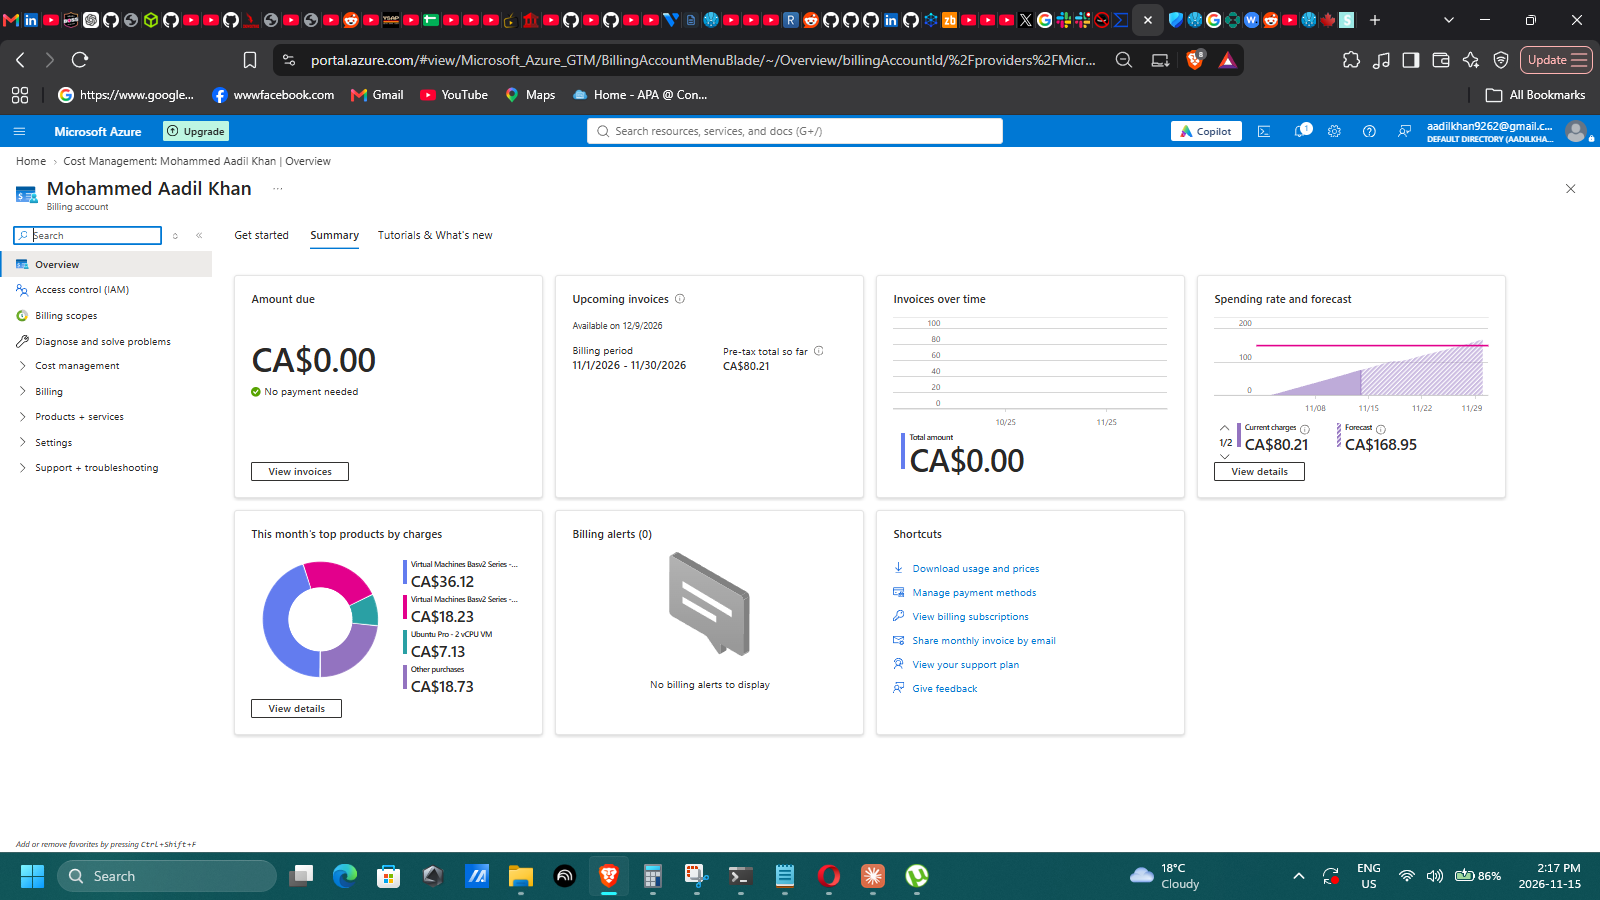 portal.azure.com/#view/Microsoft_Azure_GTM/BillingAccountMenuBlade/~/Overview/billingAccountId/%2Fproviders%2FMicr...
Update
https://www.google...
wwwfacebook.com
Gmail
YouTube
Maps
Home - APA @ Con...
All Bookmarks
Microsoft Azure
Upgrade
Search resources, services, and docs (G+/)
Copilot
1
aadilkhan9262@gmail.c...
DEFAULT DIRECTORY (AADILKHA...
Home > Cost Management: Mohammed Aadil Khan | Overview
Mohammed Aadil Khan ...
Billing account
Search
Overview
Access control (IAM)
Billing scopes
Diagnose and solve problems
Cost management
Billing
Products + services
Settings
Support + troubleshooting
Get started
Summary
Tutorials & What's new
Amount due
CA$0.00
No payment needed
View invoices
Upcoming invoices
Available on 12/9/2026
Billing period
11/1/2026 - 11/30/2026
Pre-tax total so far
CA$80.21
Invoices over time
100
80
60
40
20
0
10/25
11/25
Total amount
CA$0.00
Spending rate and forecast
200
100
0
11/08
11/15
11/22
11/29
1/2
Current charges
CA$80.21
Forecast
CA$168.95
View details
This month's top products by charges
Virtual Machines Basv2 Series -...
CA$36.12
Virtual Machines Basv2 Series -...
CA$18.23
Ubuntu Pro - 2 vCPU VM
CA$7.13
Other purchases
CA$18.73
View details
Billing alerts (0)
No billing alerts to display
Shortcuts
Download usage and prices
Manage payment methods
View billing subscriptions
Share monthly invoice by email
View your support plan
Give feedback
Add or remove favorites by pressing Ctrl+Shift+F
Search
18°C
Cloudy
ENG
US
86%
2:17 PM
2026-11-15